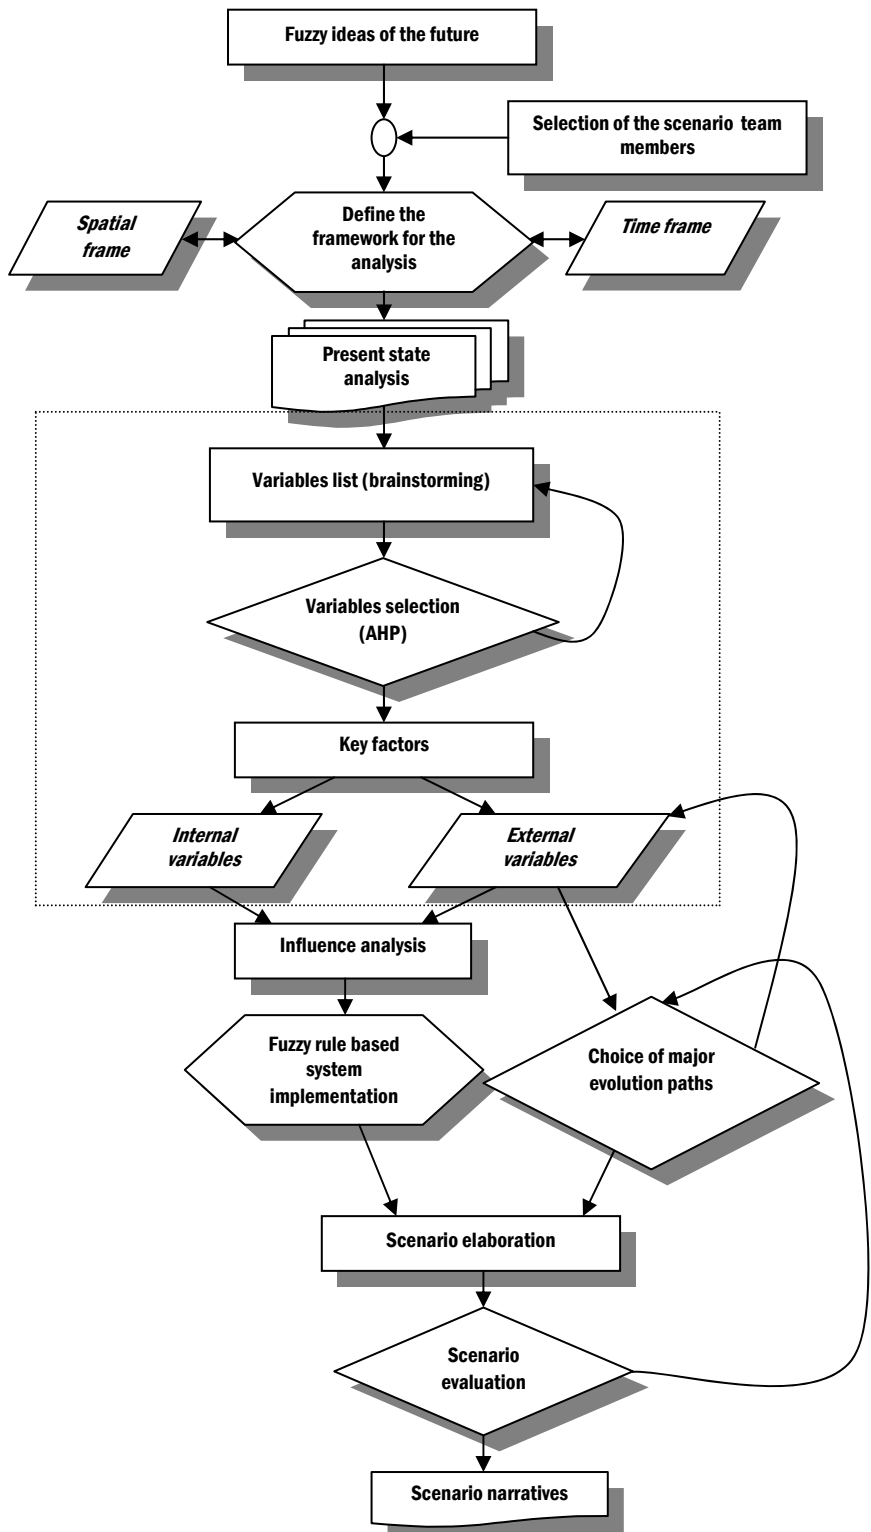 Fuzzy ideas of the future
Selection of the scenario team
members
Define the
framework for the
analysis
Spatial
frame
Time frame
Present state
analysis
Variables list (brainstorming)
Variables selection
(AHP)
Key factors
Internal
variables
External
variables
Influence analysis
Fuzzy rule based
system
implementation
Choice of major
evolution paths
Scenario elaboration
Scenario
evaluation
Scenario narratives